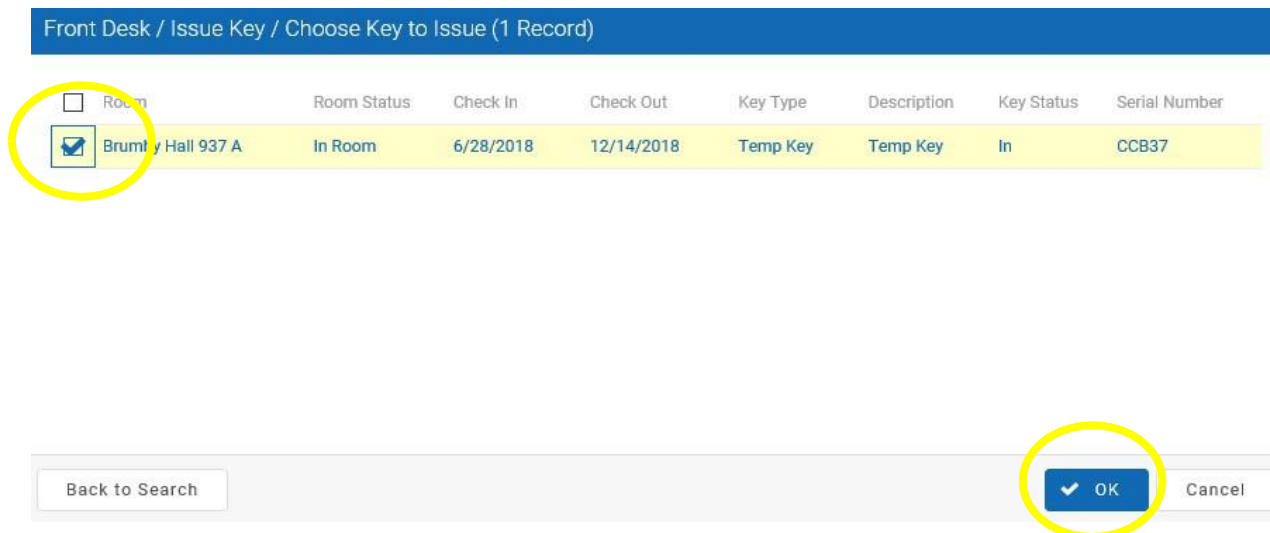 Front Desk / Issue Key / Choose Key to Issue (1 Record)
Room Room Status Check In Check Out Key Type Description Key Status Serial Number
Brumby Hall 937 A In Room 6/28/2018 12/14/2018 Temp Key Temp Key In CCB37
Back to Search OK Cancel